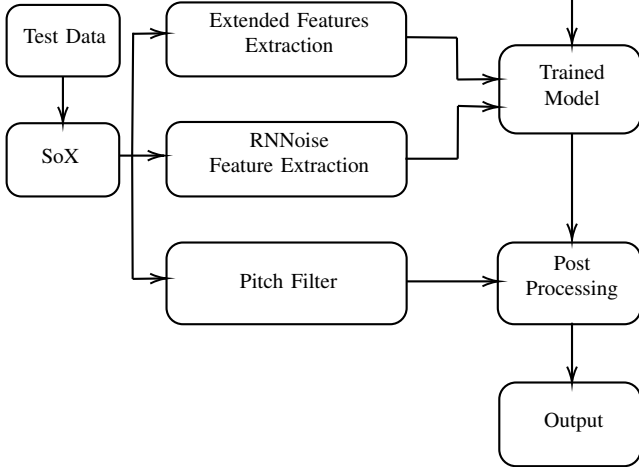 Test Data
Extended Features
Extraction
Trained
Model
SoX
RNNoise
Feature Extraction
Pitch Filter
Post
Processing
Output